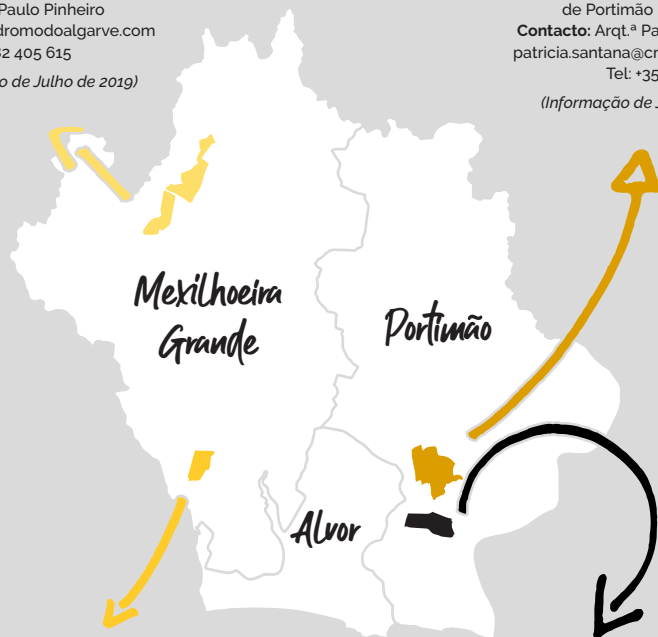 Paulo Pinheiro
dromodoalgarve.com
2 405 615
o de Julho de 2019)
de Portimão
Contacto: Arqt.ª Pa
patricia.santana@cr
Tel: +35
(Informação de J
Mexilhoeira
Grande
Portimão
Alvor